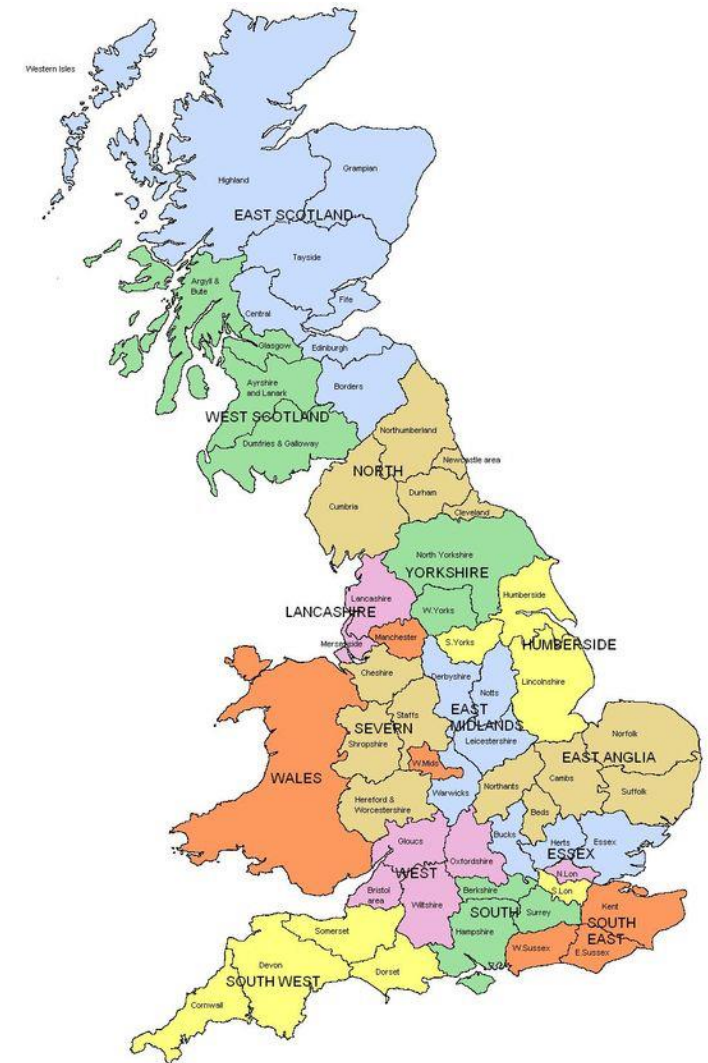 Western Isles
Highland
Grampian
EAST SCOTLAND
Tayside
Argyll &
Bute
Fife
Central
Glasgow
Edinburgh
Ayrshire
and Lanark
Borders
WEST SCOTLAND
Dumfries & Galloway
Northumberland
Newcastle area
NORTH
Durham
Cumbria
Cleveland
North Yorkshire
YORKSHIRE
Lancashire
Humberside
LANCASHIRE
W.Yorks
Manchester
Merseyside
S.Yorks
HUMBERSIDE
Cheshire
Derbyshire
Lincolnshire
Notts
EAST
MIDLANDS
Staffs
SEVERN
Shropshire
Leicestershire
Norfolk
EAST ANGLIA
W.Mids
WALES
Warwicks
Northants
Cambs
Suffolk
Hereford &
Worcestershire
Beds
Bucks
Herts
Essex
ESSEX
Gloucs
Oxfordshire
WEST
N.Lon
S.Lon
Bristol
area
Wiltshire
Berkshire
SOUTH
Surrey
Kent
SOUTH
EAST
Hampshire
W.Sussex
E.Sussex
Somerset
Devon
Dorset
SOUTH WEST
Cornwall